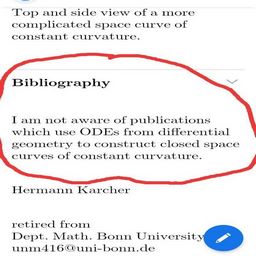 Top and side view of a more
complicated space curve of
constant curvature.
Bibliography
I am not aware of publications
which use ODEs from differential
geometry to construct closed space
curves of constant curvature.
Hermann Karcher
retired from
Dept. Math. Bonn University
unm416@uni-bonn.de